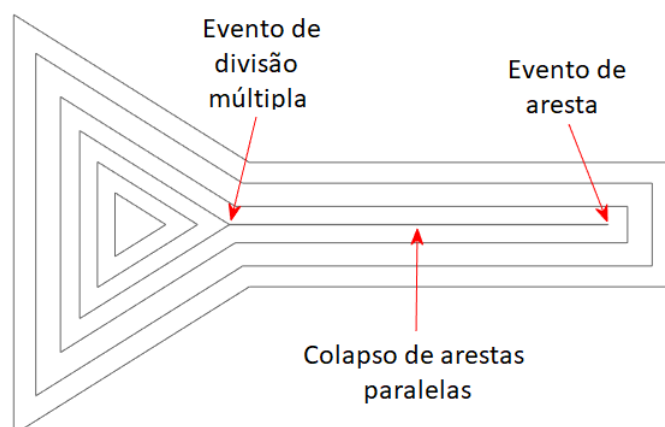 Evento de
divisão
múltipla
Evento de
aresta
Colapso de arestas
paralelas